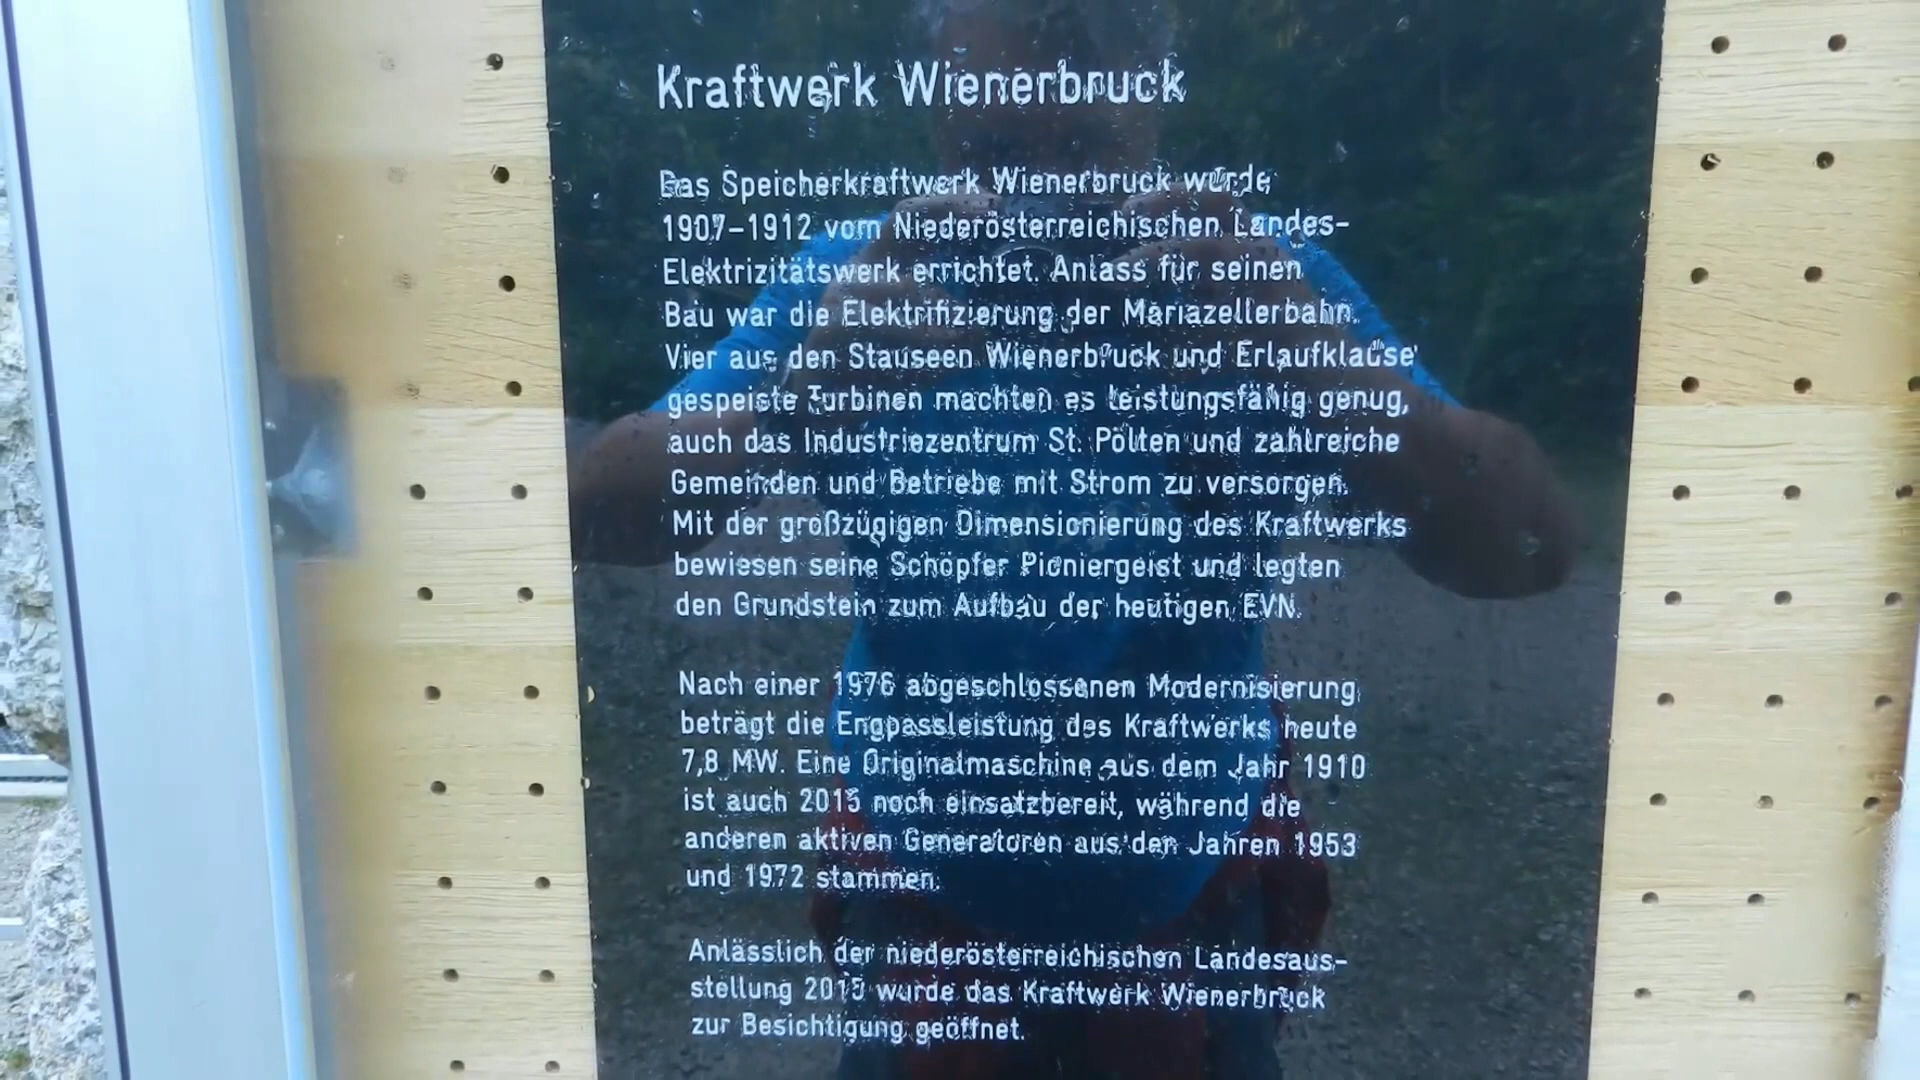 Kraftwerk Wienerbruck
Das Speicherkraftwerk Wienerbruck wurde
1907–1912 vom Niederösterreichischen Landes-
Elektrizitätswerk errichtet. Anlass für seinen
Bau war die Elektrifizierung der Mariazellerbahn.
Vier aus den Stauseen Wienerbruck und Erlaufklause
gespeiste Turbinen machten es leistungsfähig genug,
auch das Industriezentrum St. Pölten und zahlreiche
Gemeinden und Betriebe mit Strom zu versorgen.
Mit der großzügigen Dimensionierung des Kraftwerks
bewiesen seine Schöpfer Pioniergeist und legten
den Grundstein zum Aufbau der heutigen EVN.
Nach einer 1976 abgeschlossenen Modernisierung
beträgt die Engpassleistung des Kraftwerks heute
7,8 MW. Eine Originalmaschine aus dem Jahr 1910
ist auch 2015 noch einsatzbereit, während die
anderen aktiven Generatoren aus den Jahren 1953
und 1972 stammen.
Anlässlich der niederösterreichischen Landesaus-
stellung 2015 wurde das Kraftwerk Wienerbruck
zur Besichtigung geöffnet.